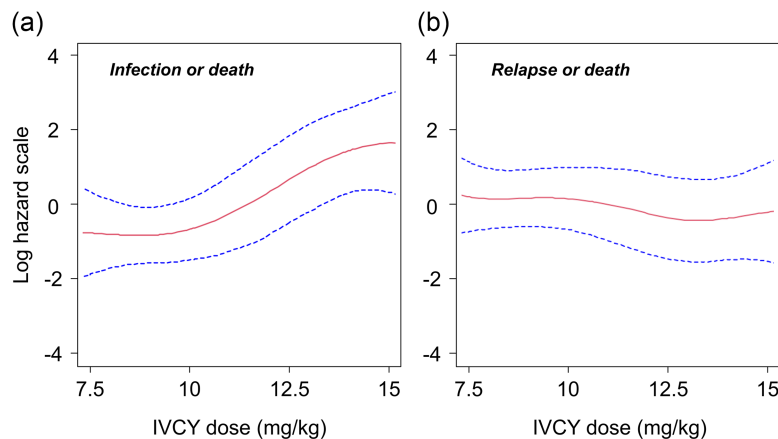 (a)
Infection or death
Log hazard scale
4
2
0
-2
-4
7.5 10 12.5 15
IVCY dose (mg/kg)
(b)
Relapse or death
4
2
0
-2
-4
7.5 10 12.5 15
IVCY dose (mg/kg)